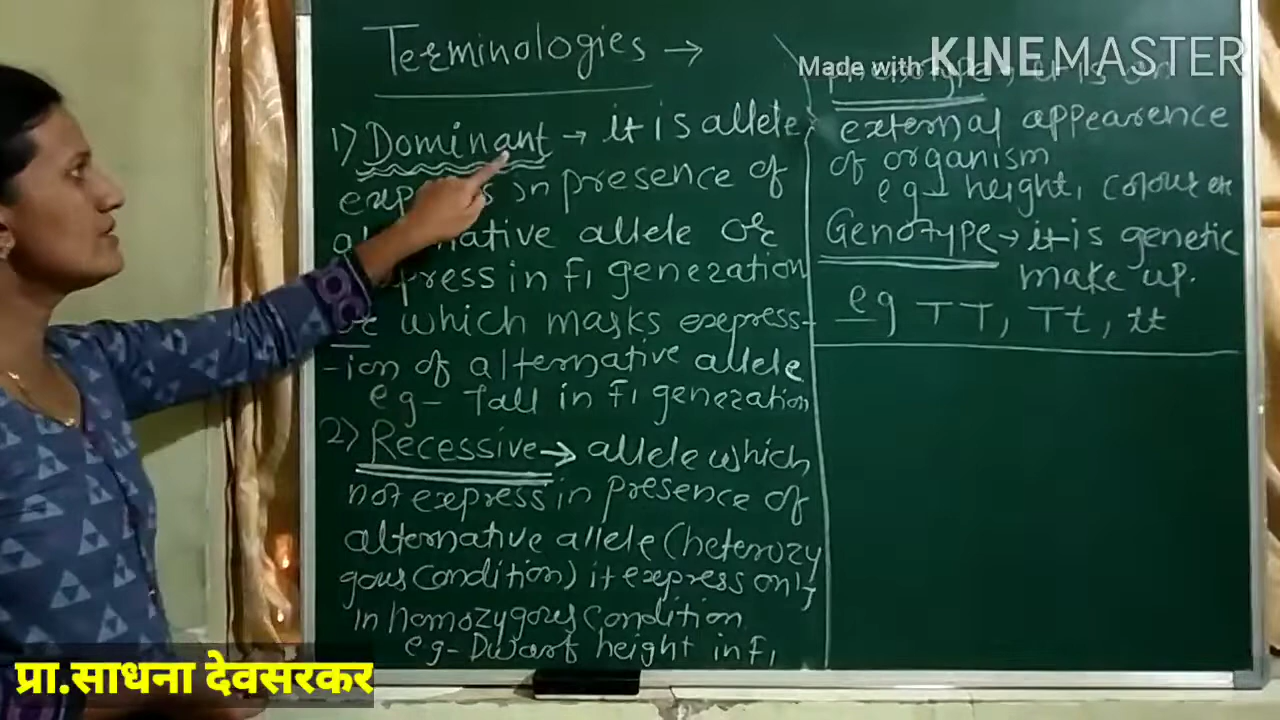 Terminologies →
1) Dominant → it is allele
express in presence of
alternative allele or
express in F1 generation
or which masks exepress-
-ion of alternative allele
eg- Tall in F1 generation
2) Recessive → allele which
not express in presence of
alternative allele (heterozy
gous condition) it express only
in homozygous condition
eg- Dwarf height in F1
Made with KINEMASTER
external appearence
of organism
eg- height, colour
Genotype → it is genetic
make up.
eg TT, Tt, tt
प्रा.साधना देवसरकर